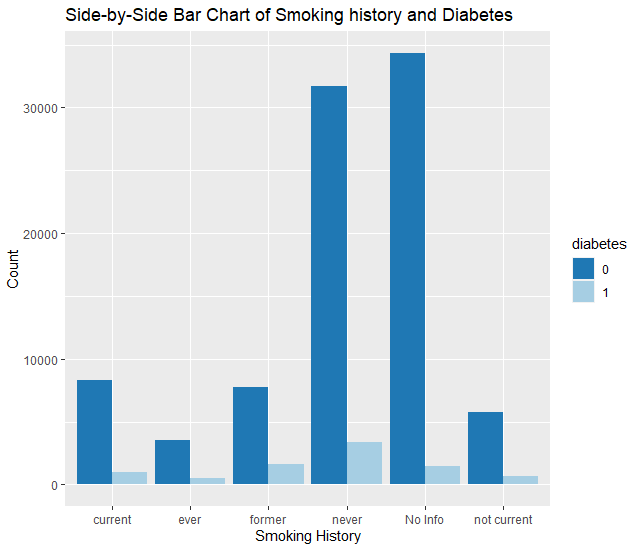 Side-by-Side Bar Chart of Smoking history and Diabetes
Count
30000
20000
10000
0
current ever former never No Info not current
Smoking History
diabetes
0
1